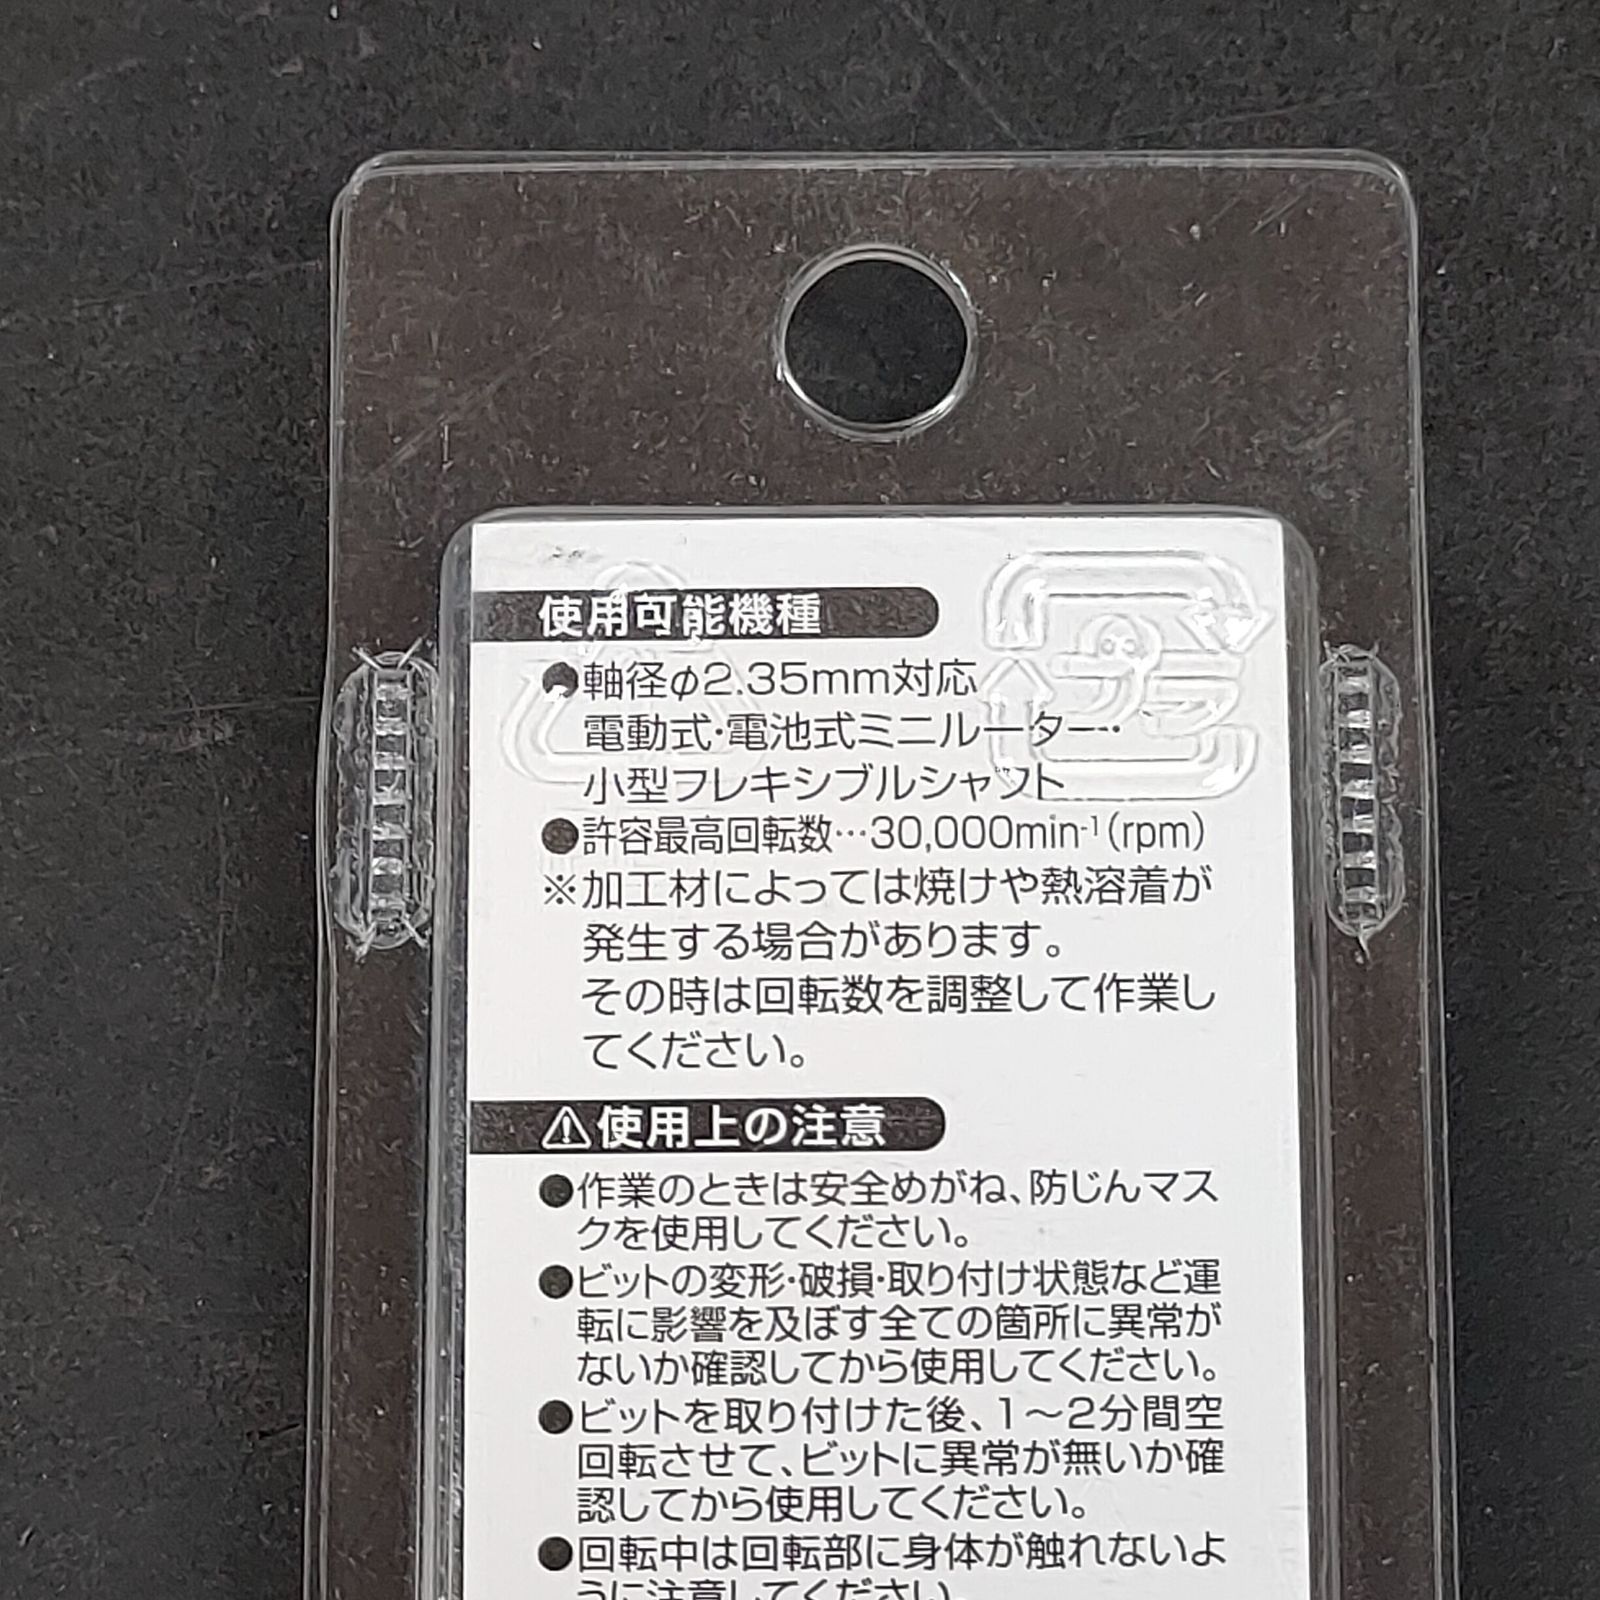 使用可能機種
●軸径φ2.35mm対応
電動式・電池式ミニルーター・
小型フレキシブルシャフト
●許容最高回転数…30,000min-1(rpm)
※加工材によっては焼けや熱溶着が
発生する場合があります。
その時は回転数を調整して作業し
てください。
⚠使用上の注意
●作業のときは安全めがね、防じんマス
クを使用してください。
●ビットの変形・破損・取り付け状態など運
転に影響を及ぼす全ての箇所に異常が
ないか確認してから使用してください。
●ビットを取り付けた後、1～2分間空
回転させて、ビットに異常が無いか確
認してから使用してください。
●回転中は回転部に身体が触れないよ
うに注意してください。
プラ